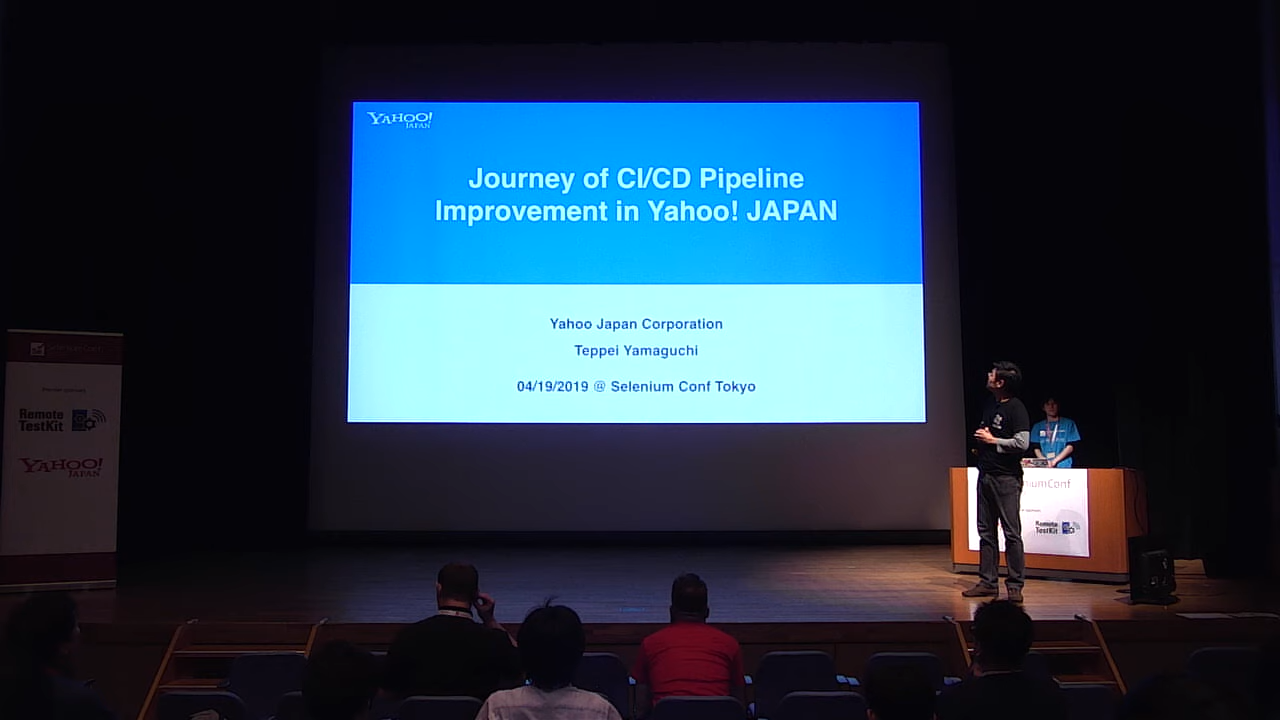 YAHOO!
JAPAN
Journey of CI/CD Pipeline
Improvement in Yahoo! JAPAN
Yahoo Japan Corporation
Teppei Yamaguchi
04/19/2019 @ Selenium Conf Tokyo
Remote
TestKit
YAHOO!
JAPAN
niumConf
Remote
TestKit